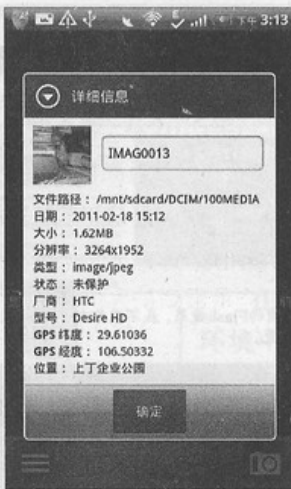 下午 3:13
详细信息
IMAG0013
文件路径： /mnt/sdcard/DCIM/100MEDIA
日期： 2011-02-18 15:12
大小： 1.62MB
分辨率： 3264x1952
类型： image/jpeg
状态： 未保护
厂商： HTC
型号： Desire HD
GPS 纬度： 29.61036
GPS 经度： 106.50332
位置： 上丁企业公园
确定